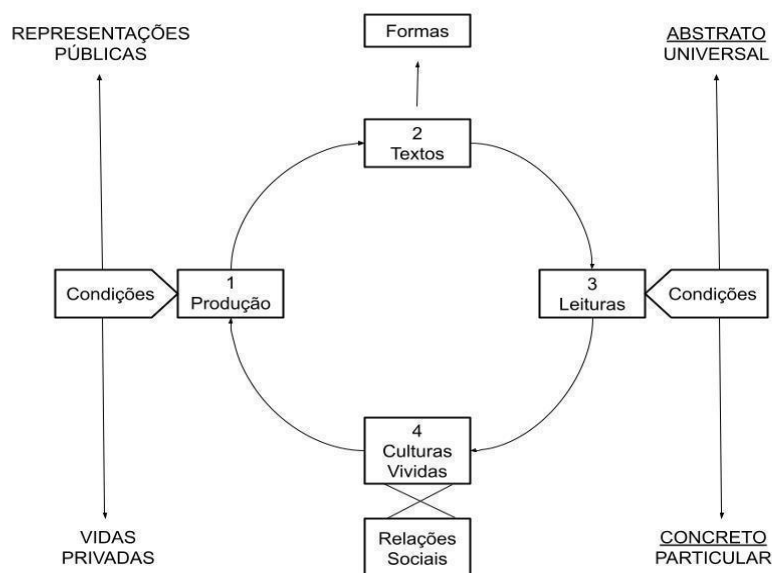 REPRESENTAÇÕES
PÚBLICAS
Formas
ABSTRATO
UNIVERSAL
2
Textos
Condições
1
Produção
3
Leituras
Condições
4
Culturas
Vividas
VIDAS
PRIVADAS
Relações
Sociais
CONCRETO
PARTICULAR